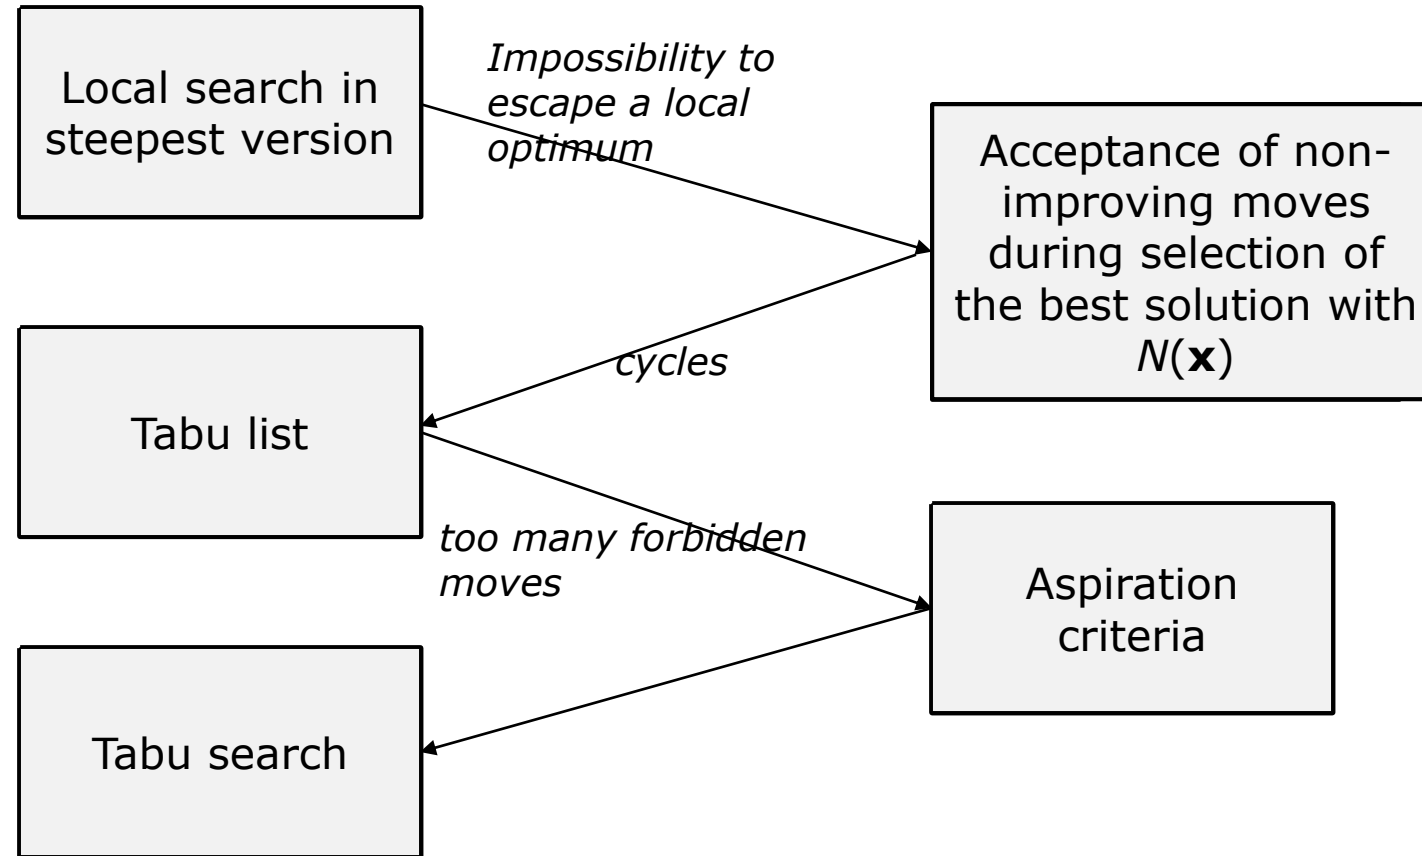 Local search in
steepest version
Impossibility to
escape a local
optimum
Acceptance of non-
improving moves
during selection of
the best solution with
N(x)
cycles
Tabu list
too many forbidden
moves
Aspiration
criteria
Tabu search